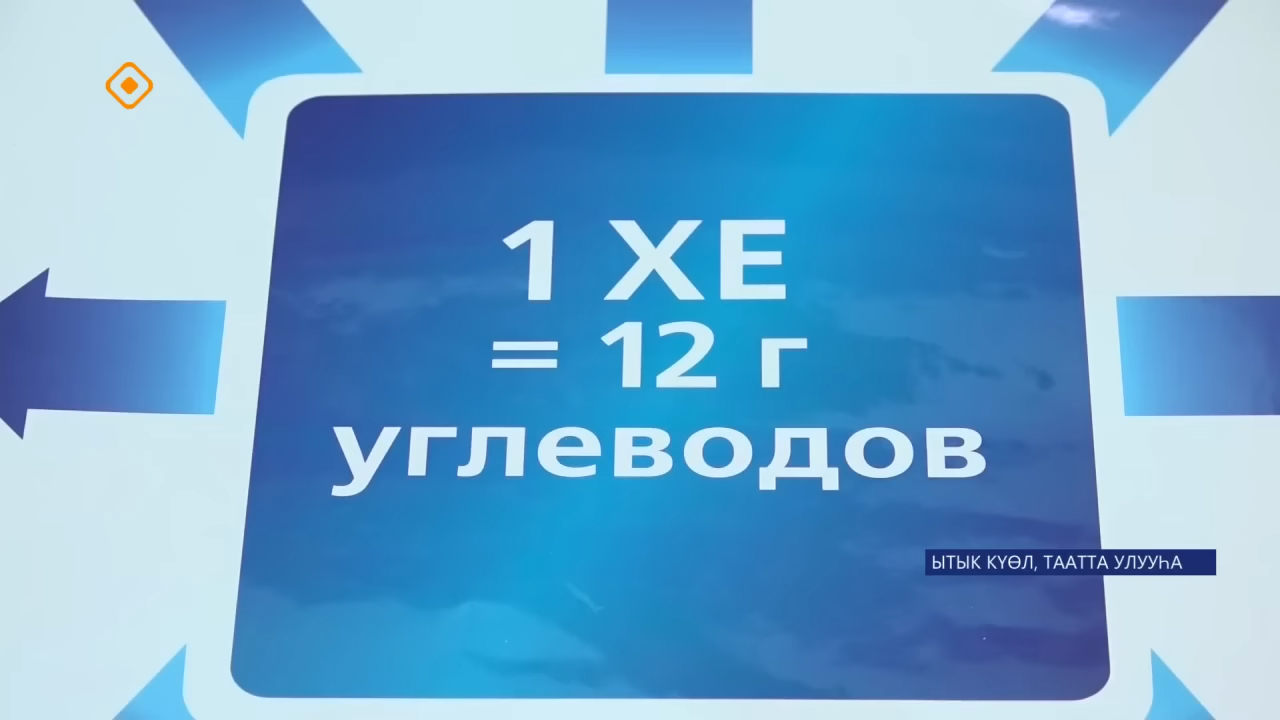 1 ХЕ
= 12 г
углеводов
ЫТЫК КҮӨЛ, ТААТТА УЛУУҺА